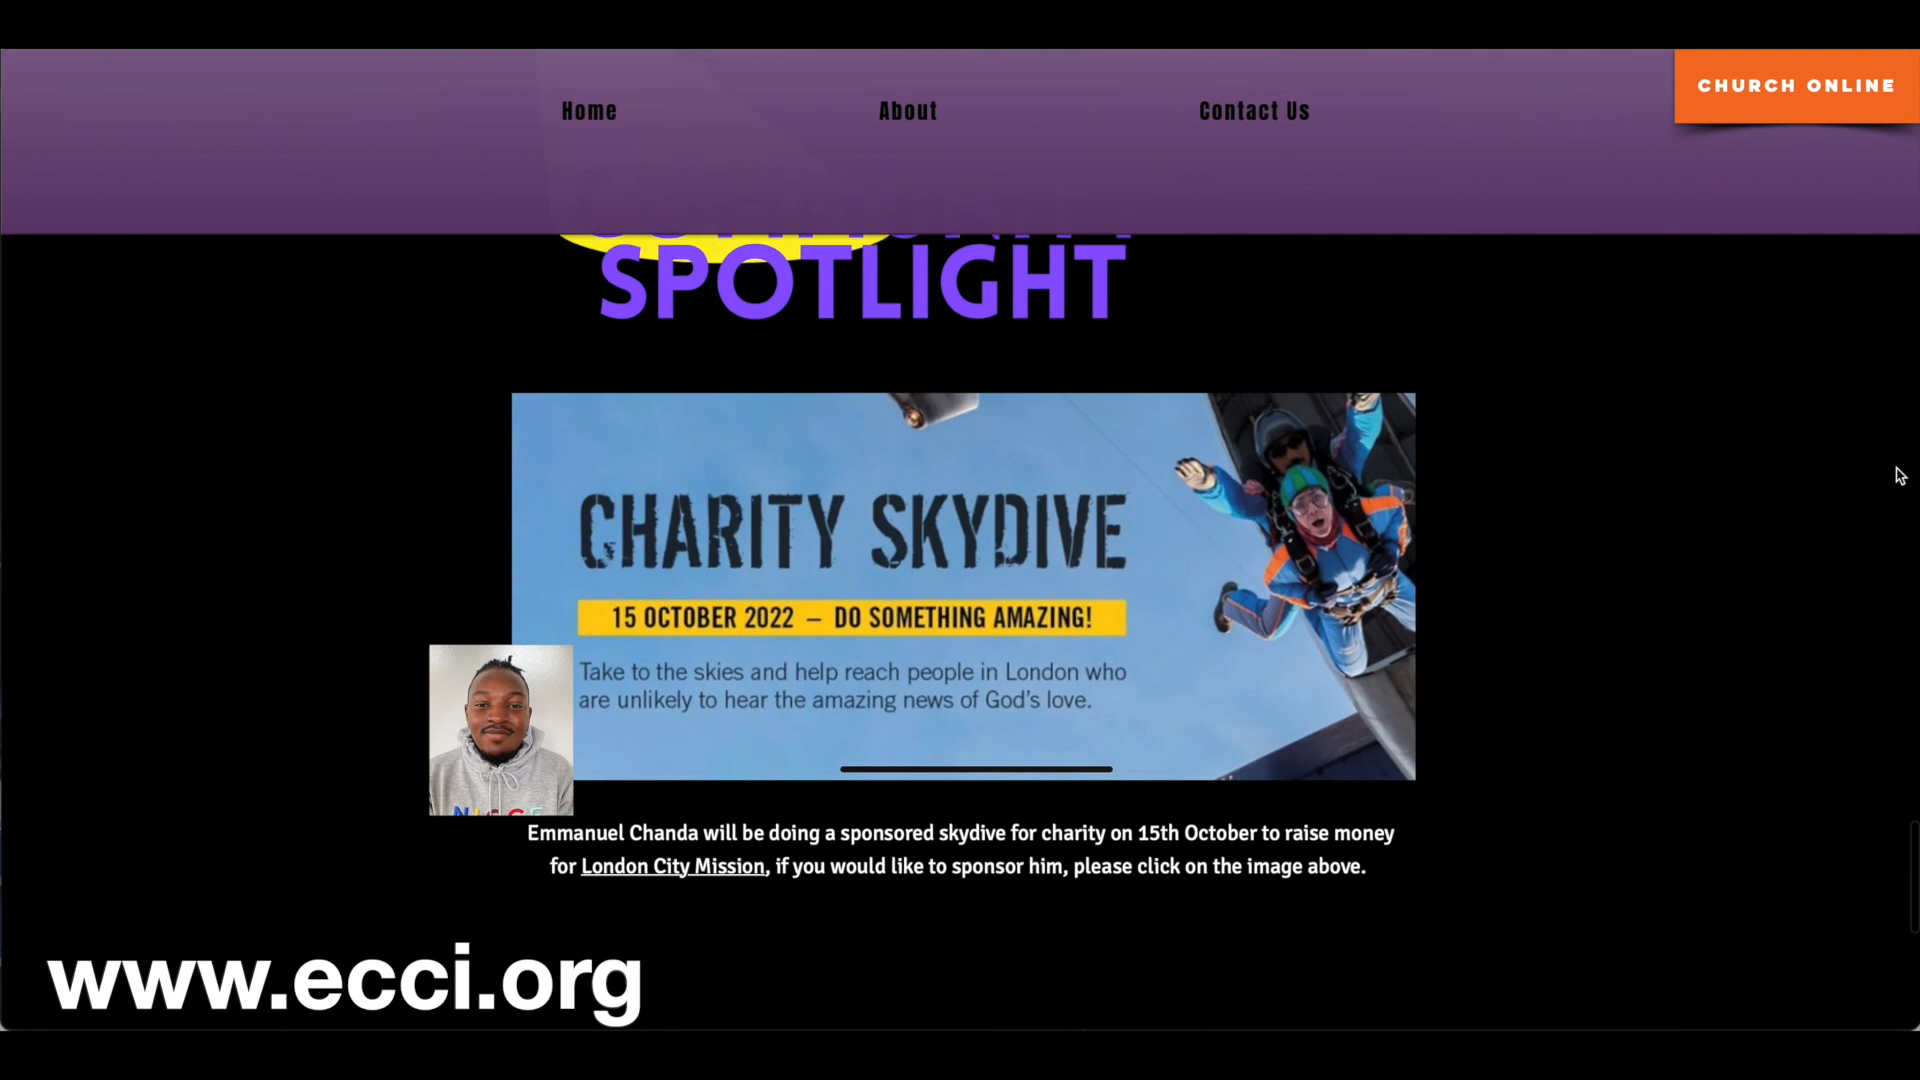 CHURCH ONLINE
Home
About
Contact Us
SPOTLIGHT
CHARITY SKYDIVE
15 OCTOBER 2022 – DO SOMETHING AMAZING!
Take to the skies and help reach people in London who
are unlikely to hear the amazing news of God's love.
Emmanuel Chanda will be doing a sponsored skydive for charity on 15th October to raise money
for London City Mission, if you would like to sponsor him, please click on the image above.
www.ecci.org